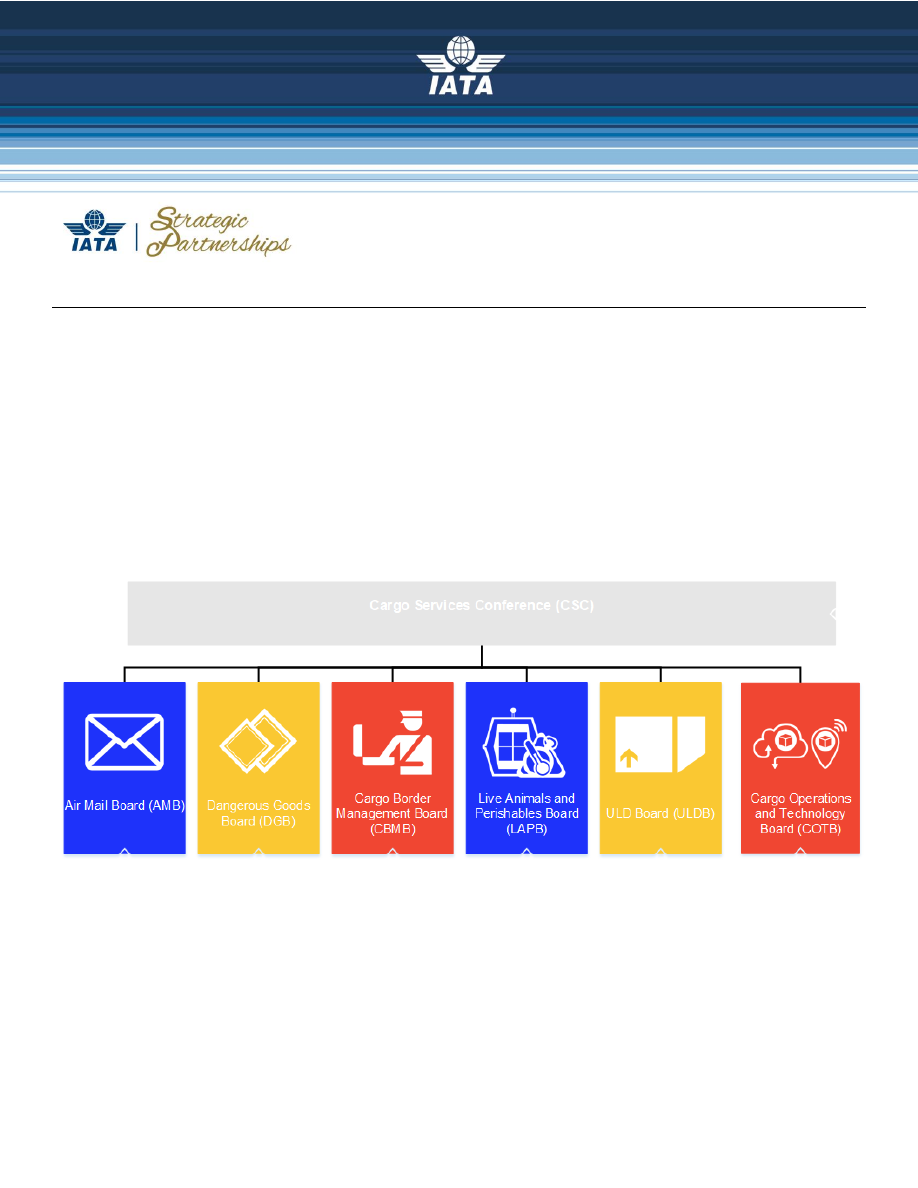 IATA
IATA
Strategic
Partnerships
Cargo Services Conference (CSC)
Air Mail Board (AMB)
Dangerous Goods
Board (DGB)
Cargo Border
Management Board
(CBMB)
Live Animals and
Perishables Board
(LAPB)
ULD Board (ULDB)
Cargo Operations
and Technology
Board (COTB)